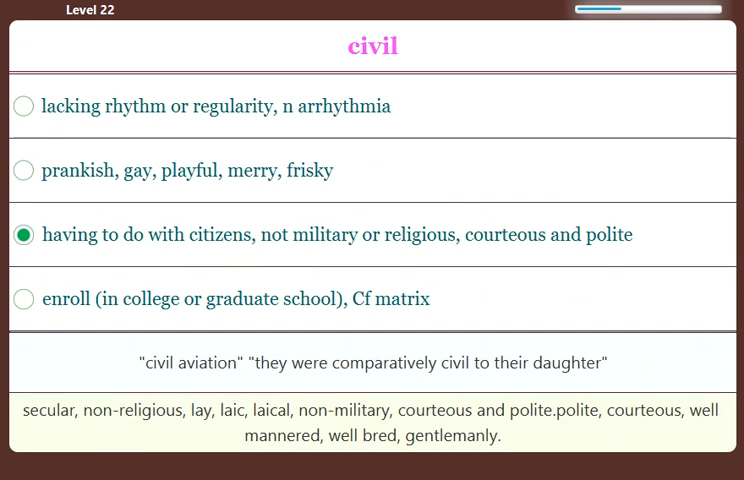 Level 22
civil
lacking rhythm or regularity, n arrhythmia
prankish, gay, playful, merry, frisky
having to do with citizens, not military or religious, courteous and polite
enroll (in college or graduate school), Cf matrix
"civil aviation" "they were comparatively civil to their daughter"
secular, non-religious, lay, laic, laical, non-military, courteous and polite.polite, courteous, well
mannered, well bred, gentlemanly.